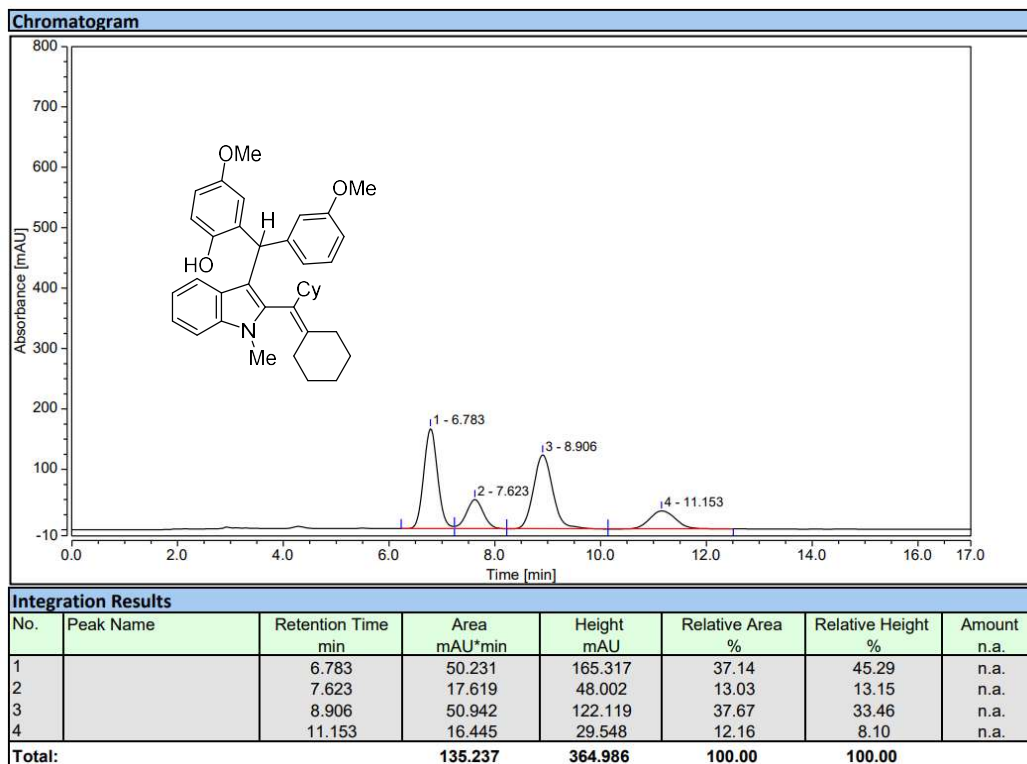 Chromatogram
800
700
600
500
400
300
200
100
-10
Absorbance [mAU]
OMe
OMe
H
HO
Cy
N
Me
1 - 6.783
2 - 7.623
3 - 8.906
4 - 11.153
0.0 2.0 4.0 6.0 8.0 10.0 12.0 14.0 16.0 17.0
Time [min]
Integration Results
No. Peak Name Retention Time Area Height Relative Area Relative Height Amount
min mAU*min mAU % % n.a.
1 6.783 50.231 165.317 37.14 45.29 n.a.
2 7.623 17.619 48.002 13.03 13.15 n.a.
3 8.906 50.942 122.119 37.67 33.46 n.a.
4 11.153 16.445 29.548 12.16 8.10 n.a.
Total: 135.237 364.986 100.00 100.00